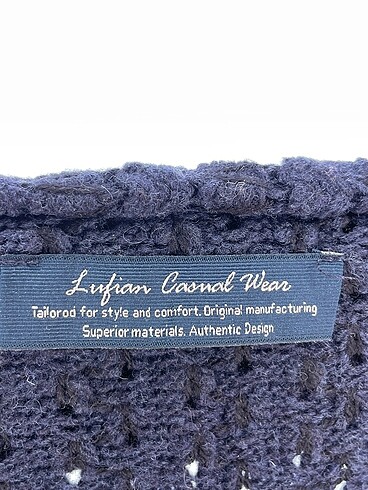 Lufian Casual Wear
Tailorod for style and comfort. Original manufacturing
Superior materials. Authentic Design